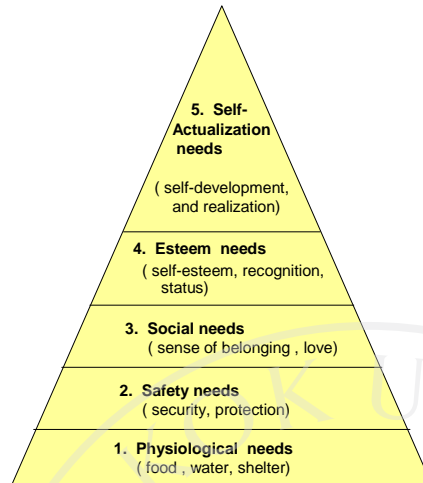 5. Self-
Actualization
needs
( self-development,
and realization)
4. Esteem needs
( self-esteem, recognition,
status)
3. Social needs
( sense of belonging , love)
2. Safety needs
( security, protection)
1. Physiological needs
( food , water, shelter)